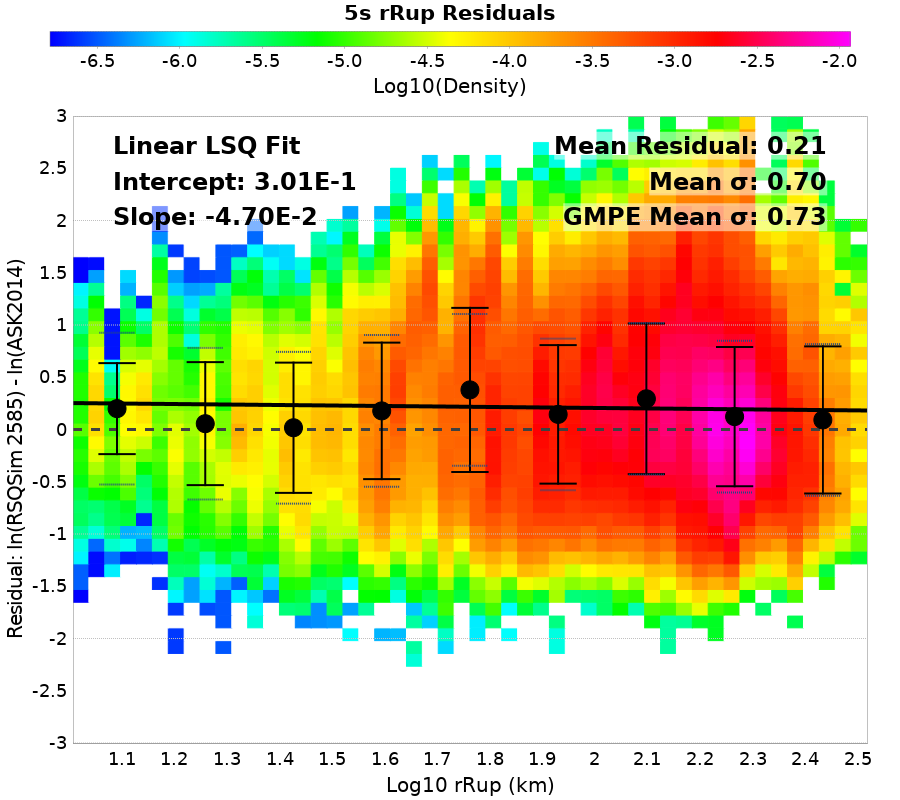 5s rRup Residuals
-6.5 -6.0 -5.5 -5.0 -4.5 -4.0 -3.5 -3.0 -2.5 -2.0
Log10(Density)
Linear LSQ Fit
Intercept: 3.01E-1
Slope: -4.70E-2
Mean Residual: 0.21
Mean σ: 0.70
GMPE Mean σ: 0.73
Residual: ln(RSQSim 2585) - ln(ASK2014)
3
2.5
2
1.5
1
0.5
0
-0.5
-1
-1.5
-2
-2.5
-3
1.1 1.2 1.3 1.4 1.6 1.7 1.8 1.9 2 2.1 2.2 2.3 2.4 2.5
Log10 rRup (km)